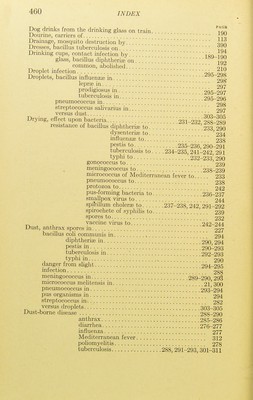 460 INDEX
PAGE
Dog drinks from the drinking glass on train 190
Dourine, carriers of 113
Drainage, mosquito destruction by 390
Dresses, bacillus tuberculosis on 194
Drinking cups, contact infection by 189-190
glass, bacillus diphtheriæ on 192
common, abolished 210
Droplet infection 295-298
Droplets, bacillus influenzæ in 298
lepræ in 297
prodigiosus in 295-297
tuberculosis in 295-296
pneumococcus in 298
streptococcus salivarius in 297
versus dust 303-305
Drying, effect upon bacteria 231-232, 288-289
resistance of bacillus diphtheriæ to 233, 290
dysenteriæ to 234
influenzæ to 238
pestis to 235-236, 290-291
tuberculosis to 234-235, 241-242, 291
typhi to 232-233, 290
gonococcus to 239
meningococcus to 238-239
micrococcus of Mediterranean fever to 233
pneumococcus to 238
protozoa to 242
pus-forming bacteria to 236-237
smallpox virus to 244
spirillum choleræ to 237-238, 242, 291-292
spirochete of syphilis to 239
spores to 232
vaccine virus to 242-244
Dust, anthrax spores in 227
bacillus coli communis in 294
diphtheriæ in 290, 294
pestis in 290-293
tuberculosis in 292-293
typhi in 290
danger from slight 294-295
infection 288
meningococcus in 289-290, 293
micrococcus melitensis in 21, 300
pneumococcus in 293-294
pus organisms in 294
streptococcus in 282
versus droplets 303-305
Dust-borne disease 288-290
anthrax 285-286
diarrhea 276-277
influenza 277
Mediterranean fever 312
poliomyelitis 278
tuberculosis 288, 291-293, 301-311